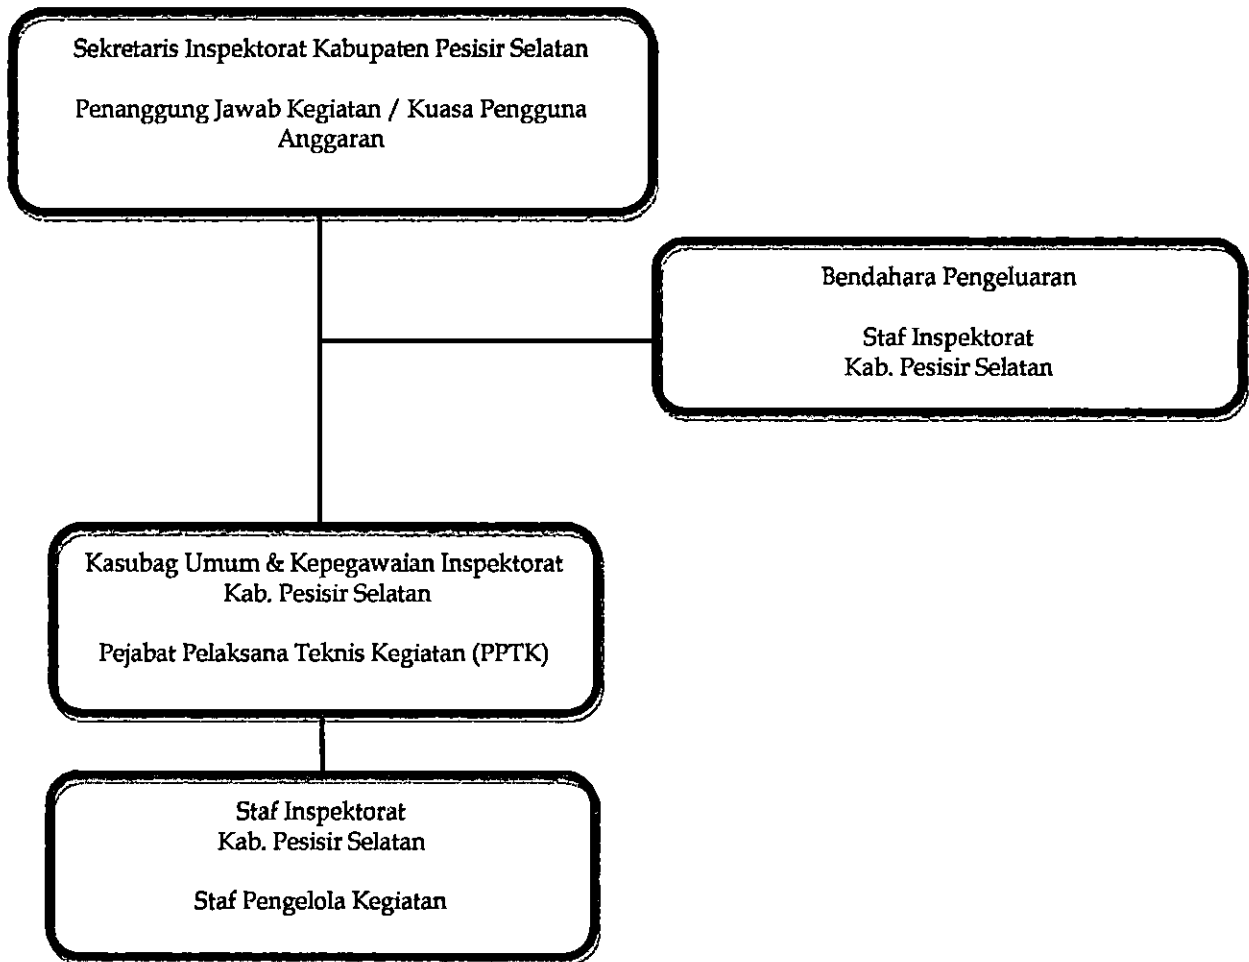 Sekretaris Inspektorat Kabupaten Pesisir Selatan
Penanggung Jawab Kegiatan / Kuasa Pengguna
Anggaran
Bendahara Pengeluaran
Staf Inspektorat
Kab. Pesisir Selatan
Kasubag Umum & Kepegawaian Inspektorat
Kab. Pesisir Selatan
Pejabat Pelaksana Teknis Kegiatan (PPTK)
Staf Inspektorat
Kab. Pesisir Selatan
Staf Pengelola Kegiatan